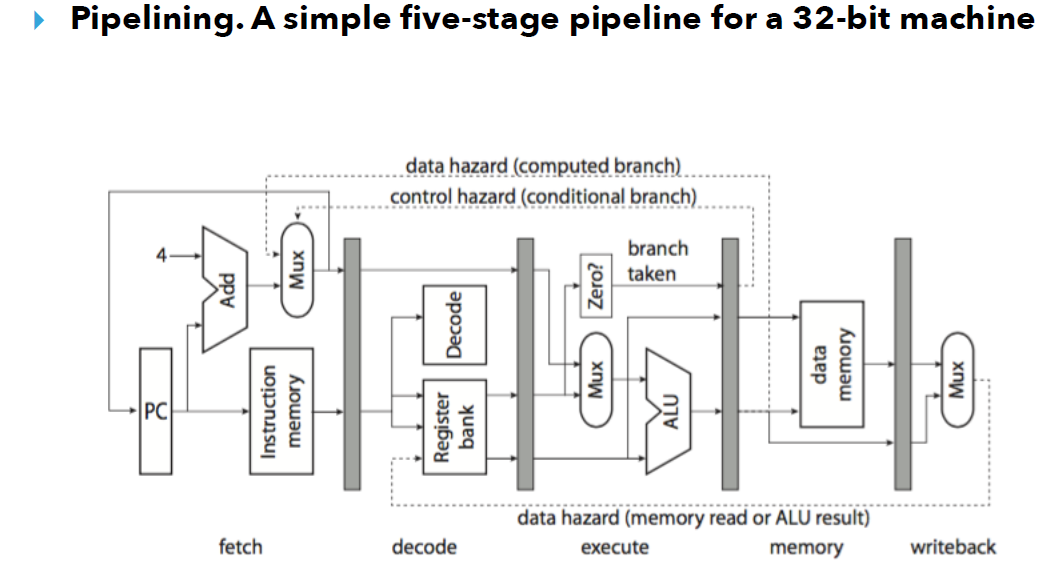 Pipelining. A simple five-stage pipeline for a 32-bit machine
data hazard (computed branch)
control hazard (conditional branch)
4
Add
Mux
PC
Instruction
memory
Decode
Register
bank
branch
taken
Zero?
Mux
ALU
data
memory
Mux
data hazard (memory read or ALU result)
fetch
decode
execute
memory
writeback